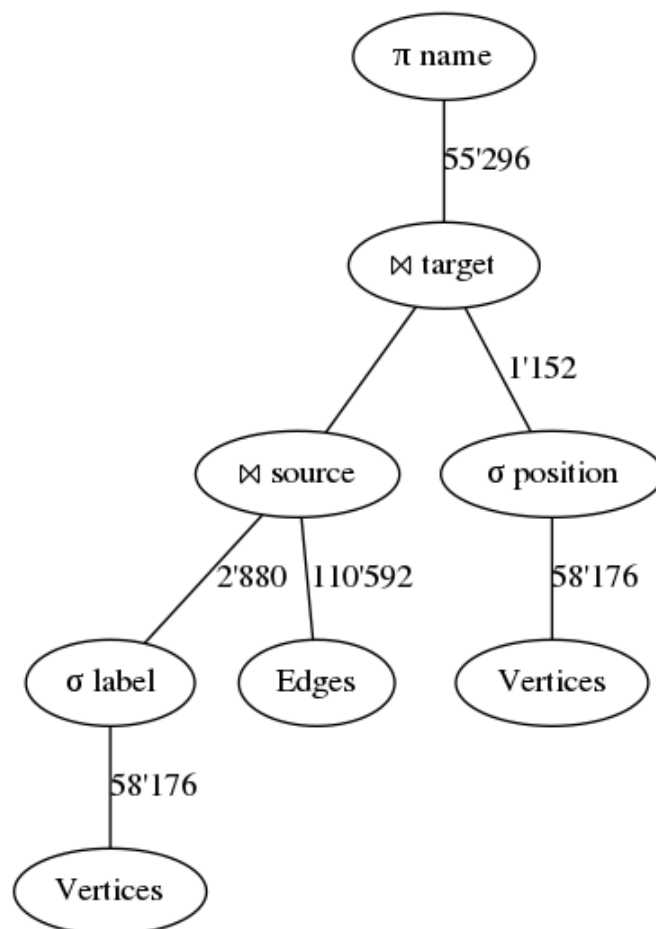 π name
55'296
⋈ target
1'152
⋈ source
σ position
2'880
110'592
58'176
σ label
Edges
Vertices
58'176
Vertices